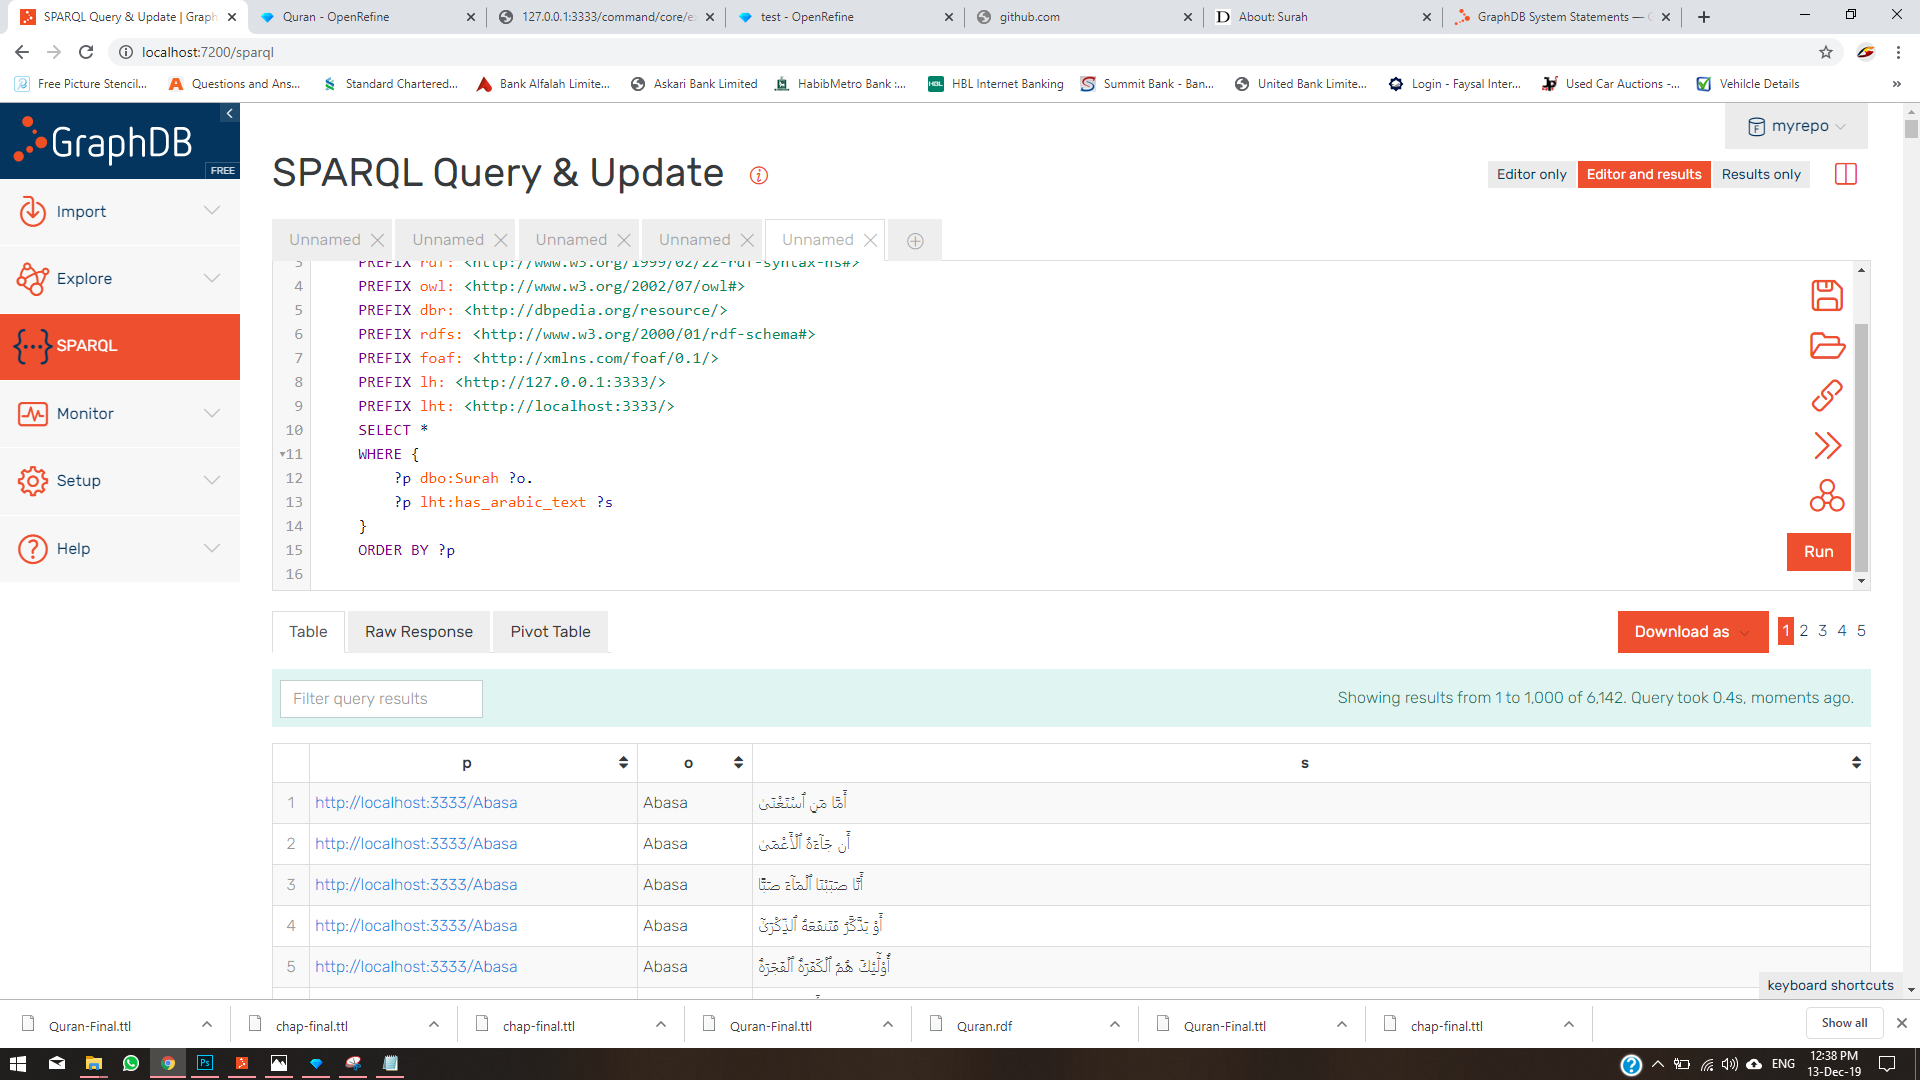 SPARQL Query & Update | Graph
Quran - OpenRefine
127.0.0.1:3333/command/core/e
test - OpenRefine
github.com
About: Surah
GraphDB System Statements —
localhost:7200/sparql
Free Picture Stencil...
Questions and Ans...
Standard Chartered...
Bank Alfalah Limite...
Askari Bank Limited
HabibMetro Bank :...
HBL Internet Banking
Summit Bank - Ban...
United Bank Limite...
Login - Faysal Inter...
Used Car Auctions -...
Vehilcle Details
GraphDB
FREE
Import
Explore
SPARQL
Monitor
Setup
Help
myrepo
SPARQL Query & Update
Editor only
Editor and results
Results only
Unnamed
Unnamed
Unnamed
Unnamed
Unnamed
3 PREFIX rdf: <http://www.w3.org/1999/02/22-rdf-syntax-ns#>
4 PREFIX owl: <http://www.w3.org/2002/07/owl#>
5 PREFIX dbr: <http://dbpedia.org/resource/>
6 PREFIX rdfs: <http://www.w3.org/2000/01/rdf-schema#>
7 PREFIX foaf: <http://xmlns.com/foaf/0.1/>
8 PREFIX lh: <http://127.0.0.1:3333/>
9 PREFIX lht: <http://localhost:3333/>
10 SELECT *
11 WHERE {
12 ?p dbo:Surah ?o.
13 ?p lht:has_arabic_text ?s
14 }
15 ORDER BY ?p
16
Run
Table
Raw Response
Pivot Table
Download as
1 2 3 4 5
Filter query results
Showing results from 1 to 1,000 of 6,142. Query took 0.4s, moments ago.
p o s
1 http://localhost:3333/Abasa Abasa أَمَّا مَنِ ٱسْتَغْنَىٰ
2 http://localhost:3333/Abasa Abasa أَن جَآءَهُ ٱلْأَعْمَىٰ
3 http://localhost:3333/Abasa Abasa أَنَّا صَبَبْنَا ٱلْمَآءَ صَبًّا
4 http://localhost:3333/Abasa Abasa أَوْ يَذَّكَّرُ فَتَنفَعَهُ ٱلذِّكْرَىٰٓ
5 http://localhost:3333/Abasa Abasa أُو۟لَٰٓئِكَ هُمُ ٱلْكَفَرَةُ ٱلْفَجَرَةُ
keyboard shortcuts
Quran-Final.ttl
chap-final.ttl
chap-final.ttl
Quran-Final.ttl
Quran.rdf
Quran-Final.ttl
chap-final.ttl
Show all
ENG
12:38 PM
13-Dec-19